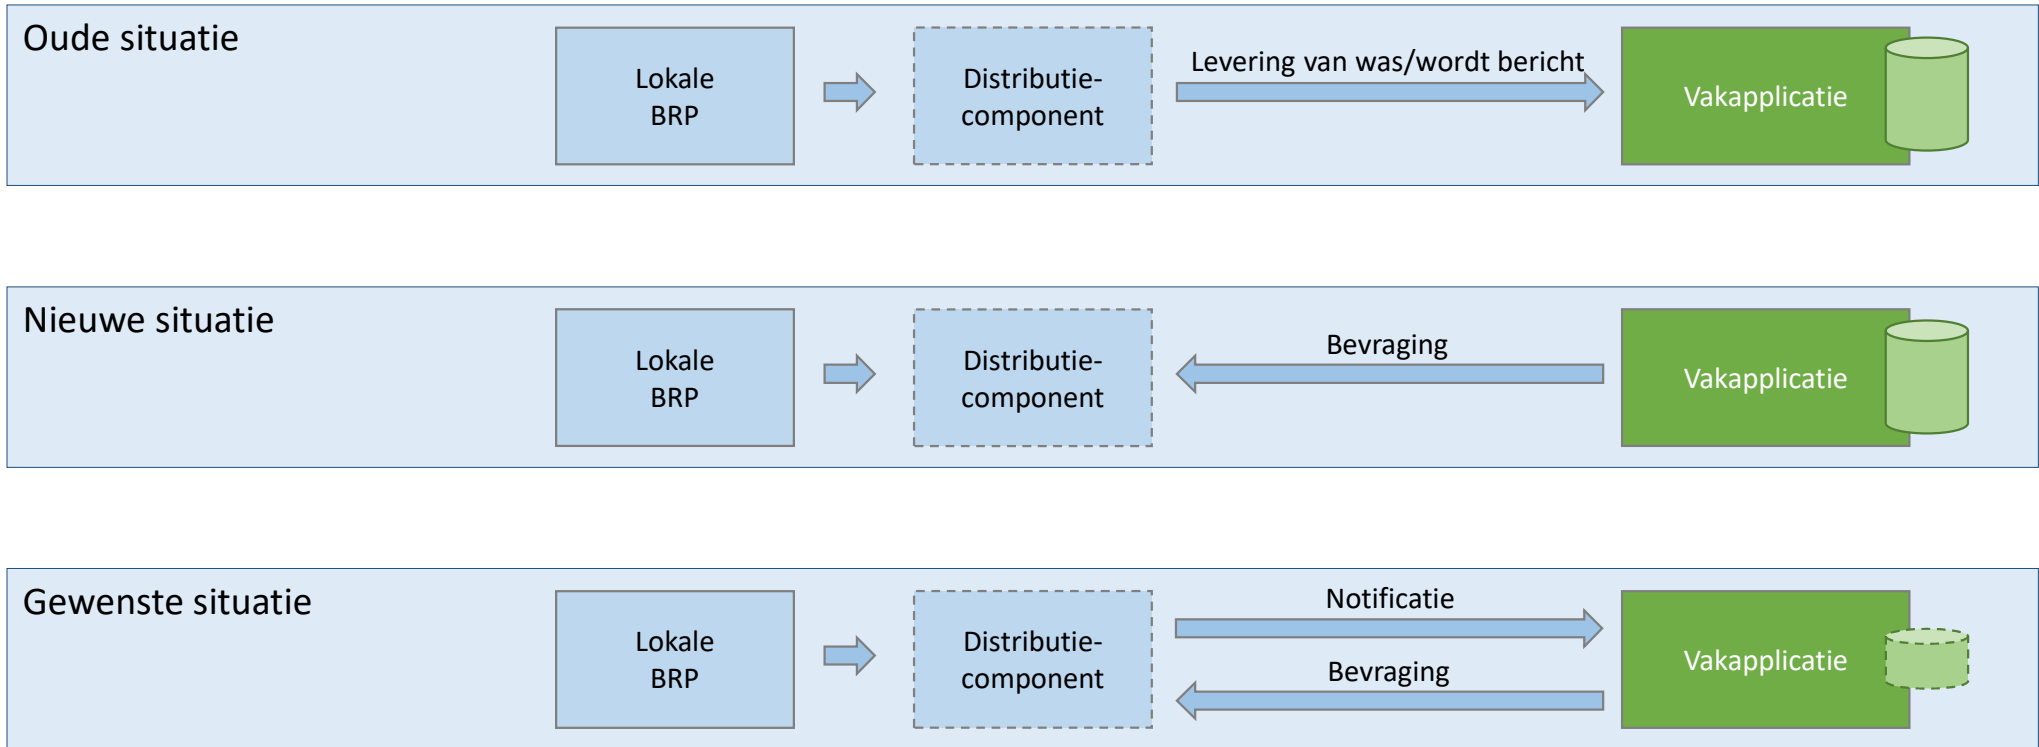 Oude situatie
Lokale
BRP
Distributie-
component
Levering van was/wordt bericht
Vakapplicatie
Nieuwe situatie
Lokale
BRP
Distributie-
component
Bevraging
Vakapplicatie
Gewenste situatie
Lokale
BRP
Distributie-
component
Notificatie
Bevraging
Vakapplicatie